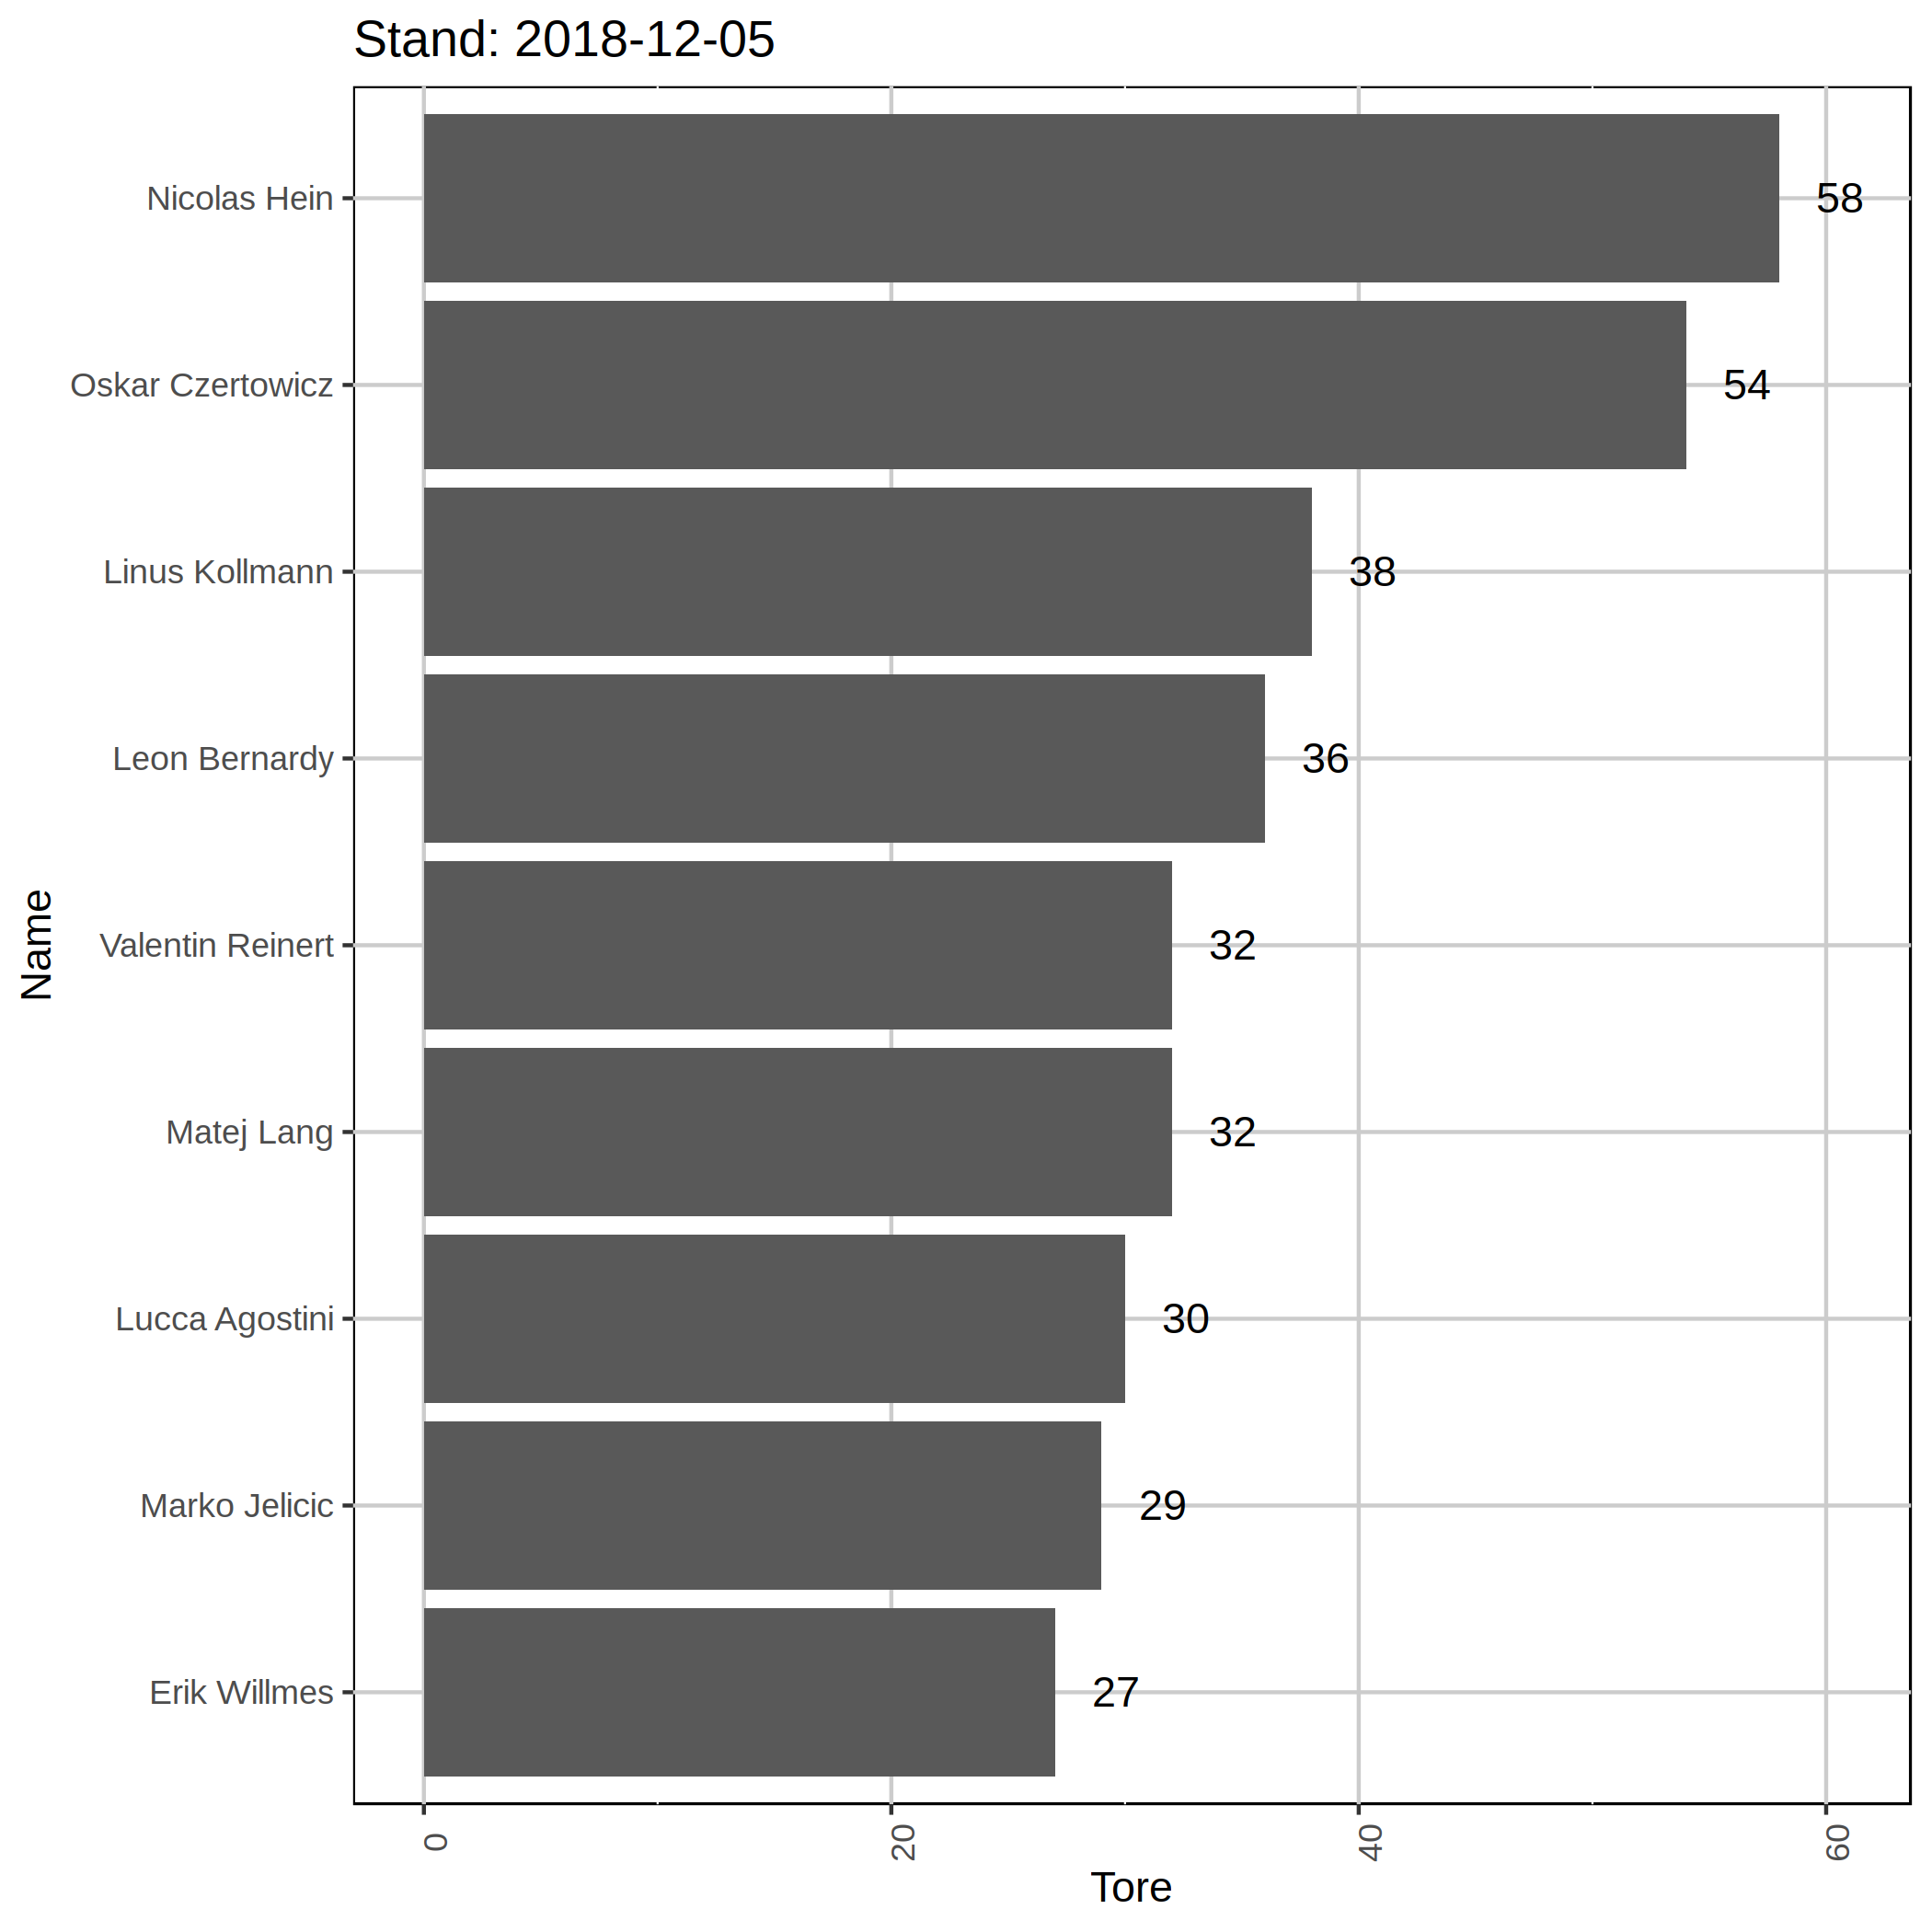 Stand: 2018-12-05
Nicolas Hein
58
Oskar Czertowicz
54
Linus Kollmann
38
Leon Bernardy
36
Valentin Reinert
32
Matej Lang
32
Lucca Agostini
30
Marko Jelicic
29
Erik Willmes
27
Name
0
20
40
60
Tore